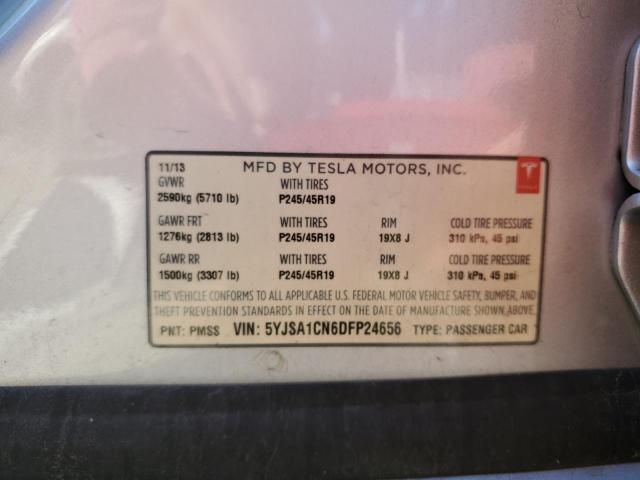 11/13 MFD BY TESLA MOTORS, INC.
GVWR WITH TIRES
2590kg (5710 lb) P245/45R19
GAWR FRT WITH TIRES RIM COLD TIRE PRESSURE
1276kg (2813 lb) P245/45R19 19X8 J 310 kPa, 45 psi
GAWR RR WITH TIRES RIM COLD TIRE PRESSURE
1500kg (3307 lb) P245/45R19 19X8 J 310 kPa, 45 psi
THIS VEHICLE CONFORMS TO ALL APPLICABLE U.S. FEDERAL MOTOR VEHICLE SAFETY, BUMPER, AND
THEFT PREVENTION STANDARDS IN EFFECT ON THE DATE OF MANUFACTURE SHOWN ABOVE.
PNT: PMSS VIN: 5YJSA1CN6DFP24656 TYPE: PASSENGER CAR
TESLA